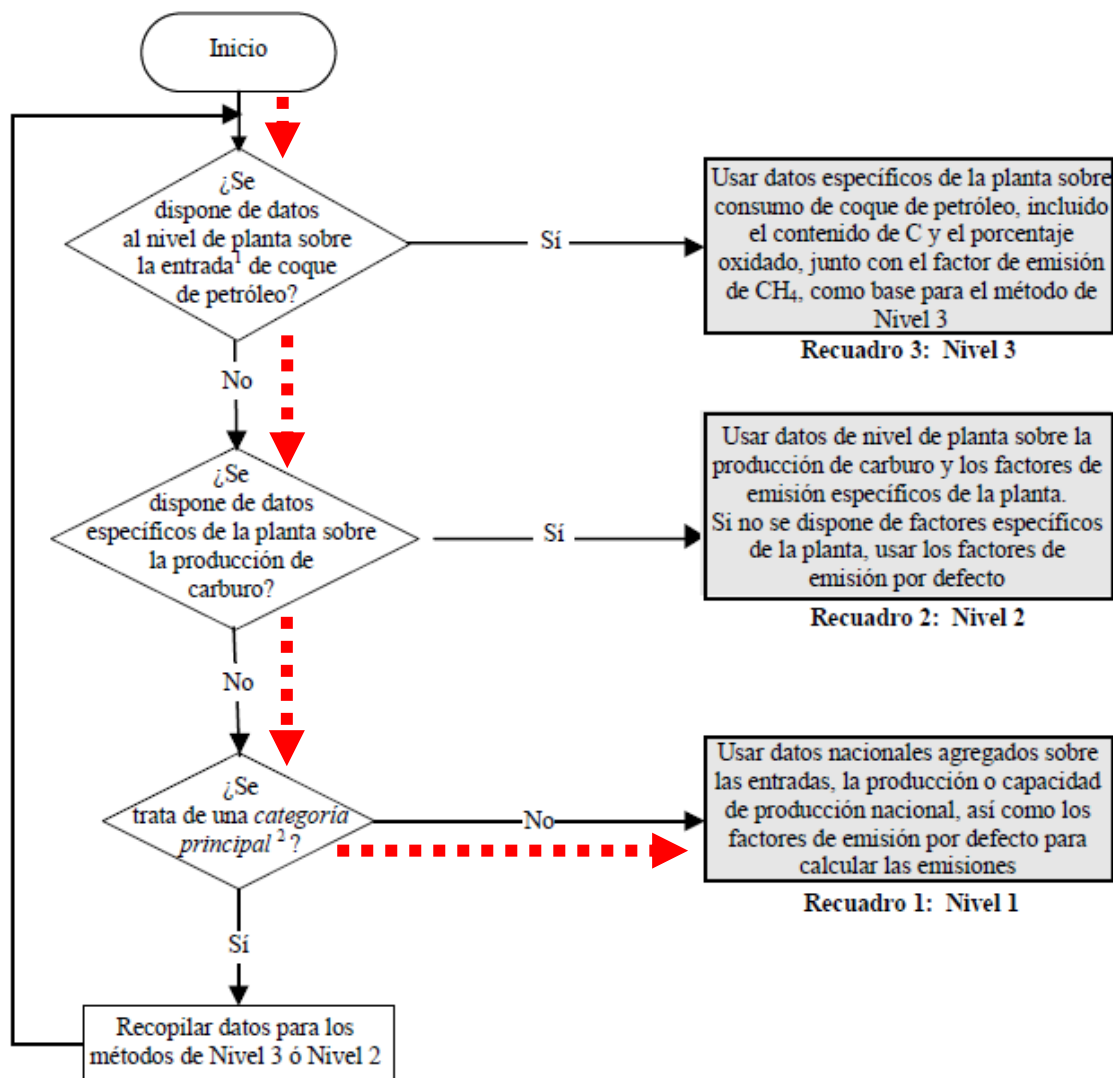 Inicio
¿Se
dispone de datos
al nivel de planta sobre
la entrada¹ de coque
de petróleo?
Sí
Usar datos específicos de la planta sobre
consumo de coque de petróleo, incluido
el contenido de C y el porcentaje
oxidado, junto con el factor de emisión
de CH₄, como base para el método de
Nivel 3
Recuadro 3: Nivel 3
No
¿Se
dispone de datos
específicos de la planta sobre
la producción de
carburo?
Sí
Usar datos de nivel de planta sobre la
producción de carburo y los factores de
emisión específicos de la planta.
Si no se dispone de factores específicos
de la planta, usar los factores de
emisión por defecto
Recuadro 2: Nivel 2
No
¿Se
trata de una categoría
principal ² ?
No
Usar datos nacionales agregados sobre
las entradas, la producción o capacidad
de producción nacional, así como los
factores de emisión por defecto para
calcular las emisiones
Recuadro 1: Nivel 1
Sí
Recopilar datos para los
métodos de Nivel 3 ó Nivel 2